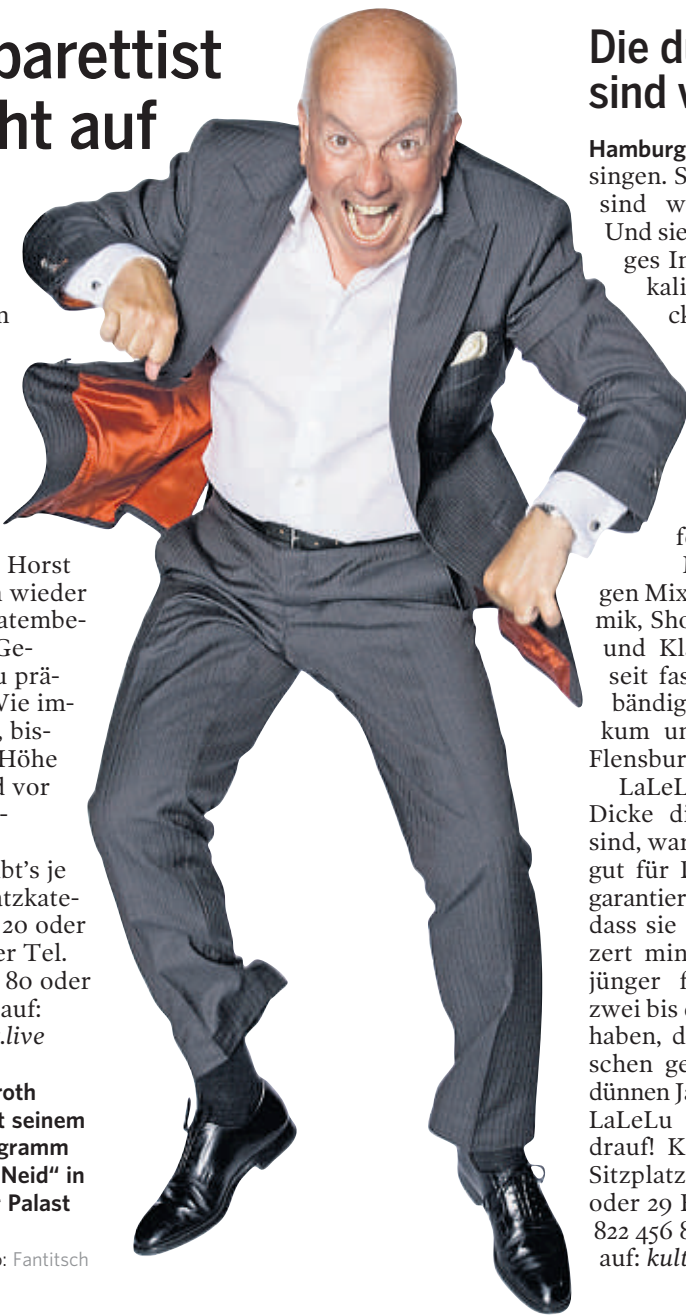 barettist
ht auf
n
Horst
n wieder
atembe-
Ge-
u prä-
Wie im-
, bis-
Höhe
d vor
-
bt’s je
tzkate-
20 oder
er Tel.
80 oder
auf:
.live
roth
t seinem
gramm
Neid“ in
r Palast
: Fantitsch
Die d
sind
Hamburg
singen. S
sind w
Und sie
ges In
kali
ck
fe
gen Mix
mik, Sho
und Kl
seit fas
bändig
kum un
Flensbur
LaLeL
Dicke di
sind, war
gut für
garantier
dass sie
zert min
jünger f
zwei bis
haben, d
schen ge
dünnen Ja
LaLeLu
drauf! K
Sitzplatz
oder 29
822 456 8
auf: kult